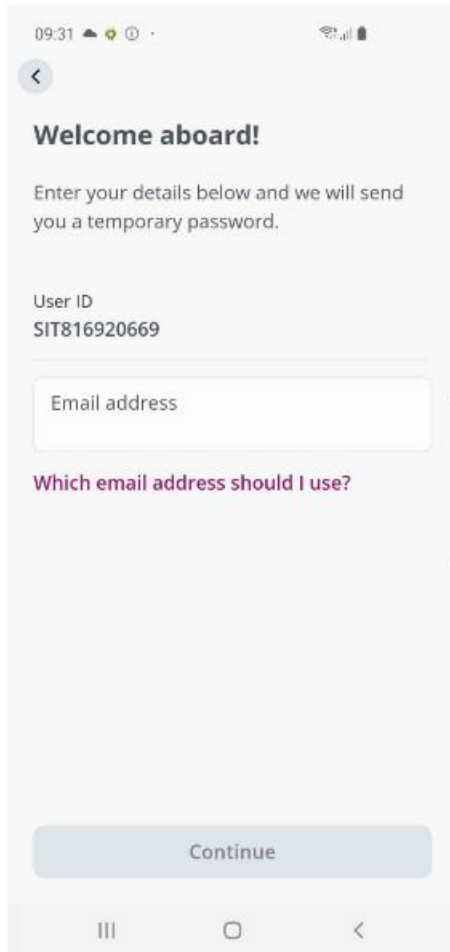 09:31
Welcome aboard!
Enter your details below and we will send
you a temporary password.
User ID
SIT816920669
Email address
Which email address should I use?
Continue